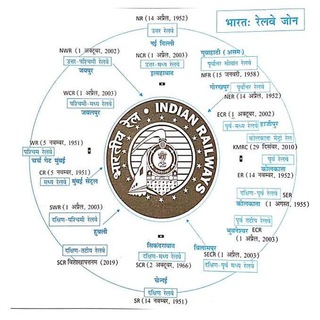 भारत: रेलवे जोन
NR (14 अप्रैल, 1952)
उत्तर रेलवे
नई दिल्ली
NWR (1 अक्टूबर, 2002)
उत्तर-पश्चिमी रेलवे
जयपुर
NCR (1 अप्रैल, 2003)
उत्तर-मध्य रेलवे
इलाहाबाद
गुवाहाटी (असम)
पूर्वोत्तर सीमांत रेलवे
NFR (15 जनवरी, 1958)
गोरखपुर
पूर्वोत्तर रेलवे
NER (14 अप्रैल, 1952)
WCR (1 अप्रैल, 2003)
पश्चिमी-मध्य रेलवे
जबलपुर
ECR (1 अक्टूबर, 2002)
पूर्व-मध्य रेलवे
हाजीपुर
कोलकाता मेट्रो रेल
KMRC (29 दिसम्बर, 2010)
भारतीय रेल • INDIAN RAILWAYS
WR (5 नवम्बर, 1951)
पश्चिमी रेलवे
चर्च गेट मुंबई
पूर्व रेलवे
कोलकाता
ER (14 अप्रैल, 1952)
CR (5 नवम्बर, 1951)
मध्य रेलवे
मुंबई सेंट्रल
दक्षिण-पूर्व रेलवे
SER
कोलकाता (1 अगस्त, 1955)
SWR (1 अप्रैल, 2003)
दक्षिण-पश्चिमी रेलवे
हुबली
पूर्व तटीय रेलवे
भुवनेश्वर
ECR (1 अप्रैल, 2003)
दक्षिण-तटीय रेलवे
SCR विशाखापतनम (2019)
सिकंदराबाद
दक्षिण-मध्य रेलवे
SCR (2 अक्टूबर, 1966)
बिलासपुर
SECR (1 अप्रैल, 2003)
दक्षिण-पूर्व मध्य रेलवे
चेन्नई
दक्षिण रेलवे
SR (14 अप्रैल, 1951)